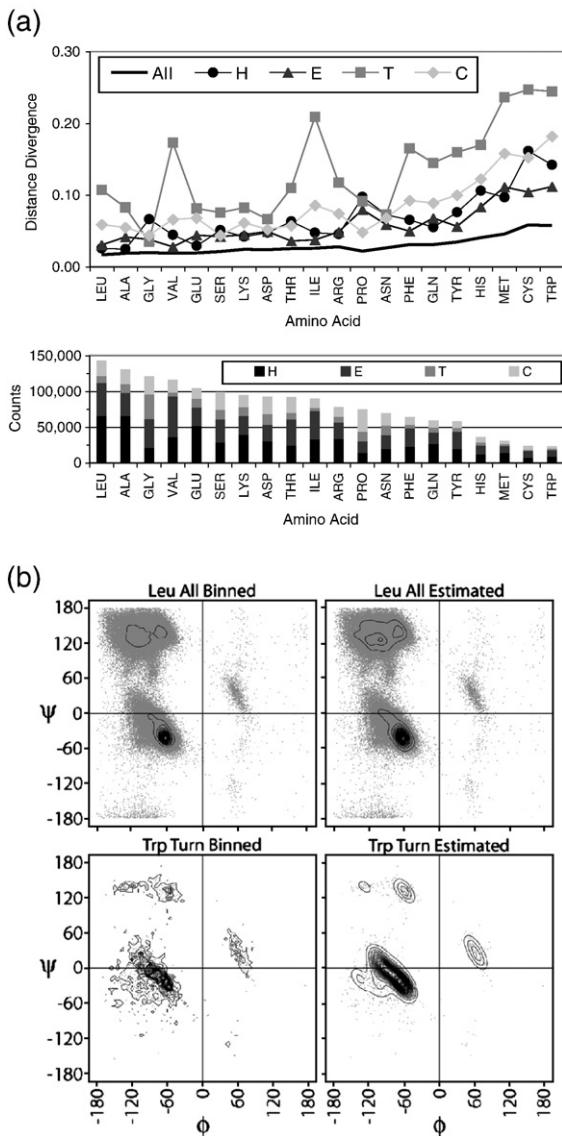 (a)
All H E T C
0.30
0.20
0.10
0.00
Distance Divergence
LEU ALA GLY VAL GLU SER LYS ASP THR ILE ARG PRO ASN PHE GLN TYR HIS MET CYS TRP
Amino Acid
H E T C
150,000
100,000
50,000
0
Counts
LEU ALA GLY VAL GLU SER LYS ASP THR ILE ARG PRO ASN PHE GLN TYR HIS MET CYS TRP
Amino Acid
(b)
Leu All Binned Leu All Estimated
180
120
60
Ψ 0
-60
-120
-180
Trp Turn Binned Trp Turn Estimated
180
120
60
Ψ 0
-60
-120
-180
-180 -120 -60 0 60 120 180 -180 -120 -60 0 60 120 180
Φ Φ